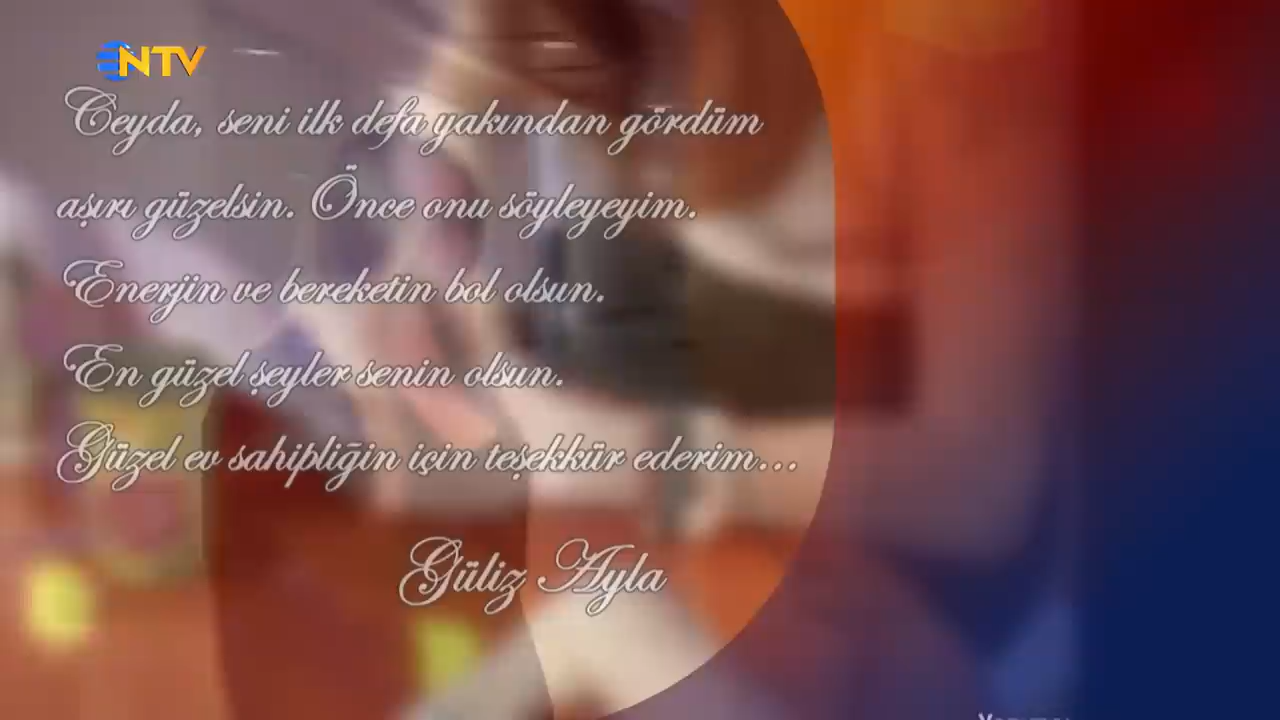 NTV
Ceyda, seni ilk defa yakından gördüm
aşırı güzelsin. Önce onu söyleyeyim.
Enerjin ve bereketin bol olsun.
En güzel şeyler senin olsun.
Güzel ev sahipliğin için teşekkür ederim...
Güliz Ayla